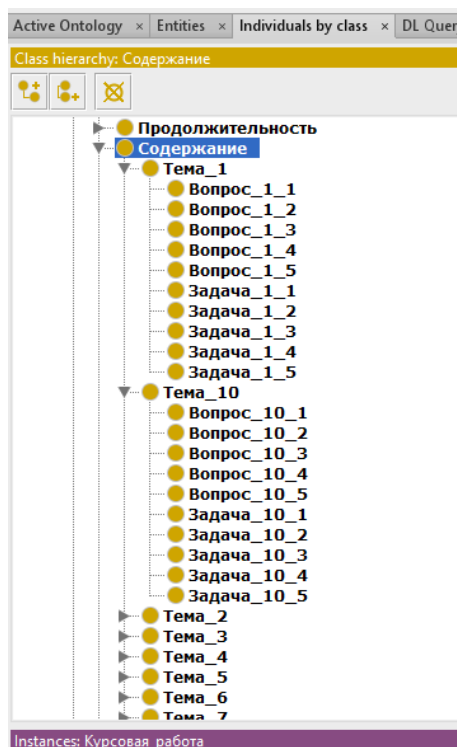 Active Ontology × Entities × Individuals by class × DL Quer
Class hierarchy: Содержание
Продолжительность
Содержание
Тема_1
Вопрос_1_1
Вопрос_1_2
Вопрос_1_3
Вопрос_1_4
Вопрос_1_5
Задача_1_1
Задача_1_2
Задача_1_3
Задача_1_4
Задача_1_5
Тема_10
Вопрос_10_1
Вопрос_10_2
Вопрос_10_3
Вопрос_10_4
Вопрос_10_5
Задача_10_1
Задача_10_2
Задача_10_3
Задача_10_4
Задача_10_5
Тема_2
Тема_3
Тема_4
Тема_5
Тема_6
Тема_7
Instances: Курсовая_работа